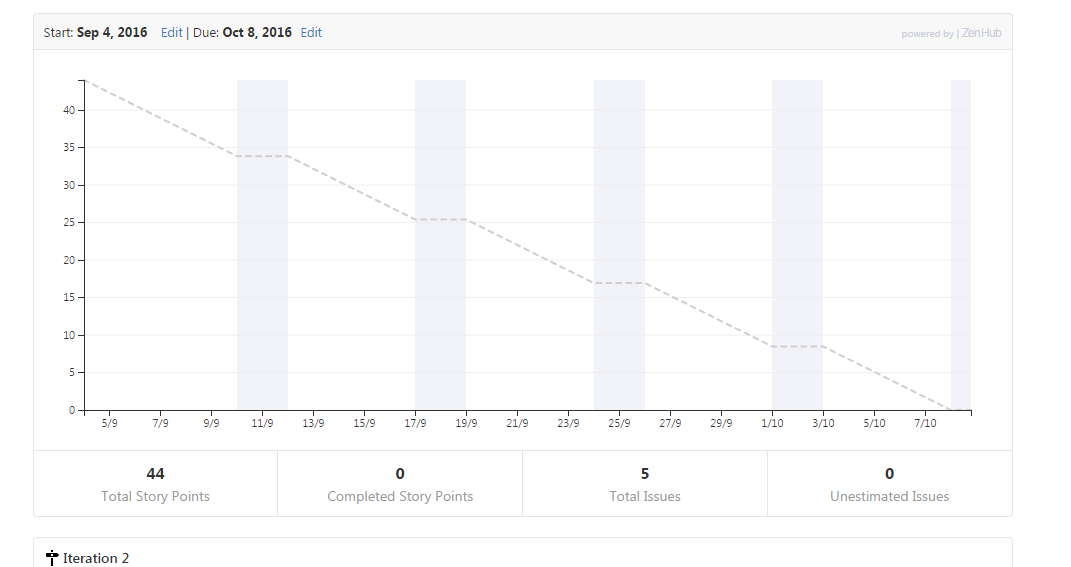 Start: Sep 4, 2016 Edit | Due: Oct 8, 2016 Edit
powered by | ZenHub
40
35
30
25
20
15
10
5
0
5/9 7/9 9/9 11/9 13/9 15/9 17/9 19/9 21/9 23/9 25/9 27/9 29/9 1/10 3/10 5/10 7/10
44 0 5 0
Total Story Points Completed Story Points Total Issues Unestimated Issues
Iteration 2